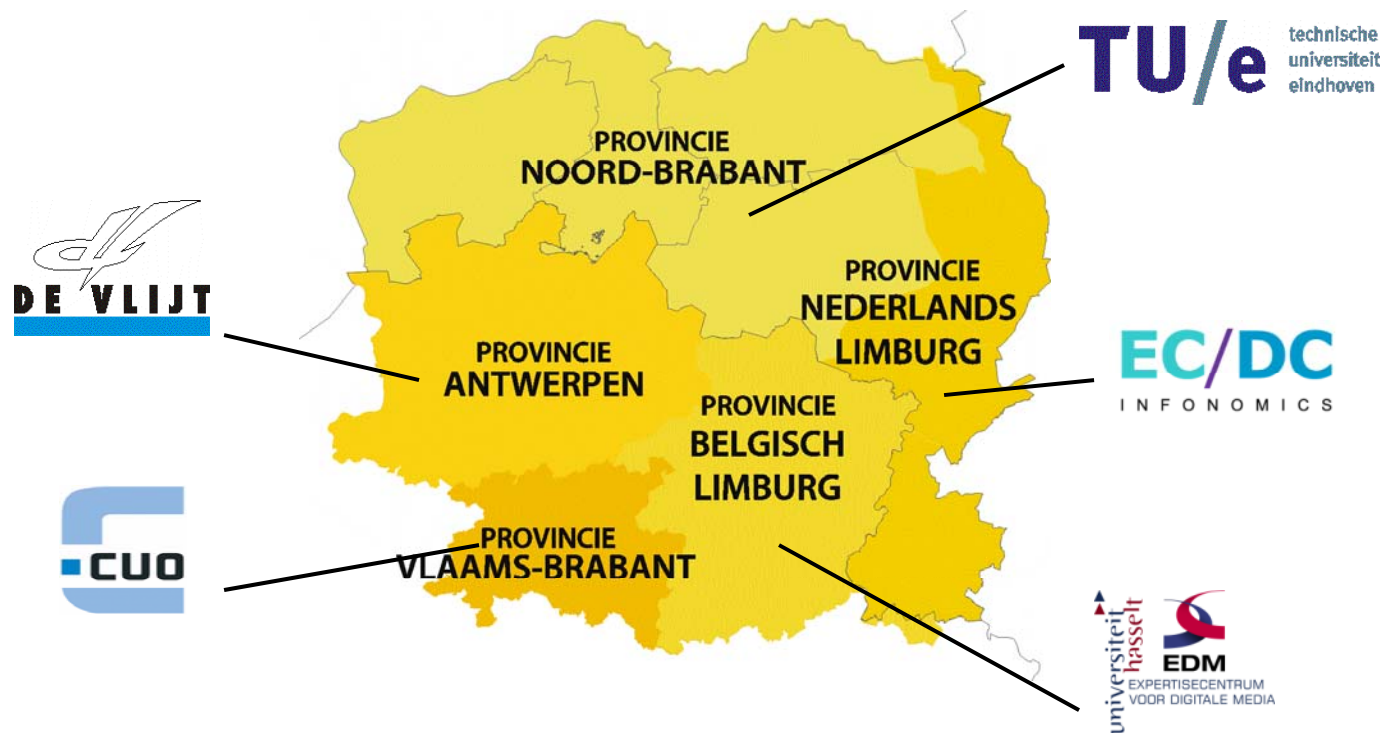 TU/e
technische
universiteit
eindhoven
PROVINCIE
NOORD-BRABANT
DE VLIJT
PROVINCIE
NEDERLANDS
LIMBURG
PROVINCIE
ANTWERPEN
EC/DC
INFONOMICS
PROVINCIE
BELGISCH
LIMBURG
CUO
PROVINCIE
VLAAMS-BRABANT
universiteit
hasselt
EDM
EXPERTISECENTRUM
VOOR DIGITALE MEDIA